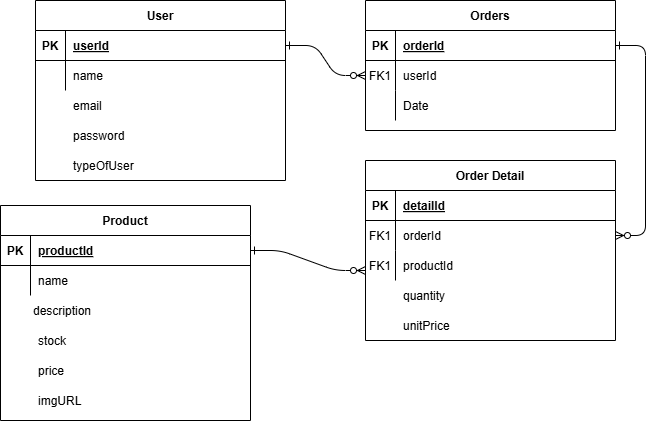 User
PK userId
name
email
password
typeOfUser
Orders
PK orderId
FK1 userId
Date
Product
PK productId
name
description
stock
price
imgURL
Order Detail
PK detailId
FK1 orderId
FK1 productId
quantity
unitPrice